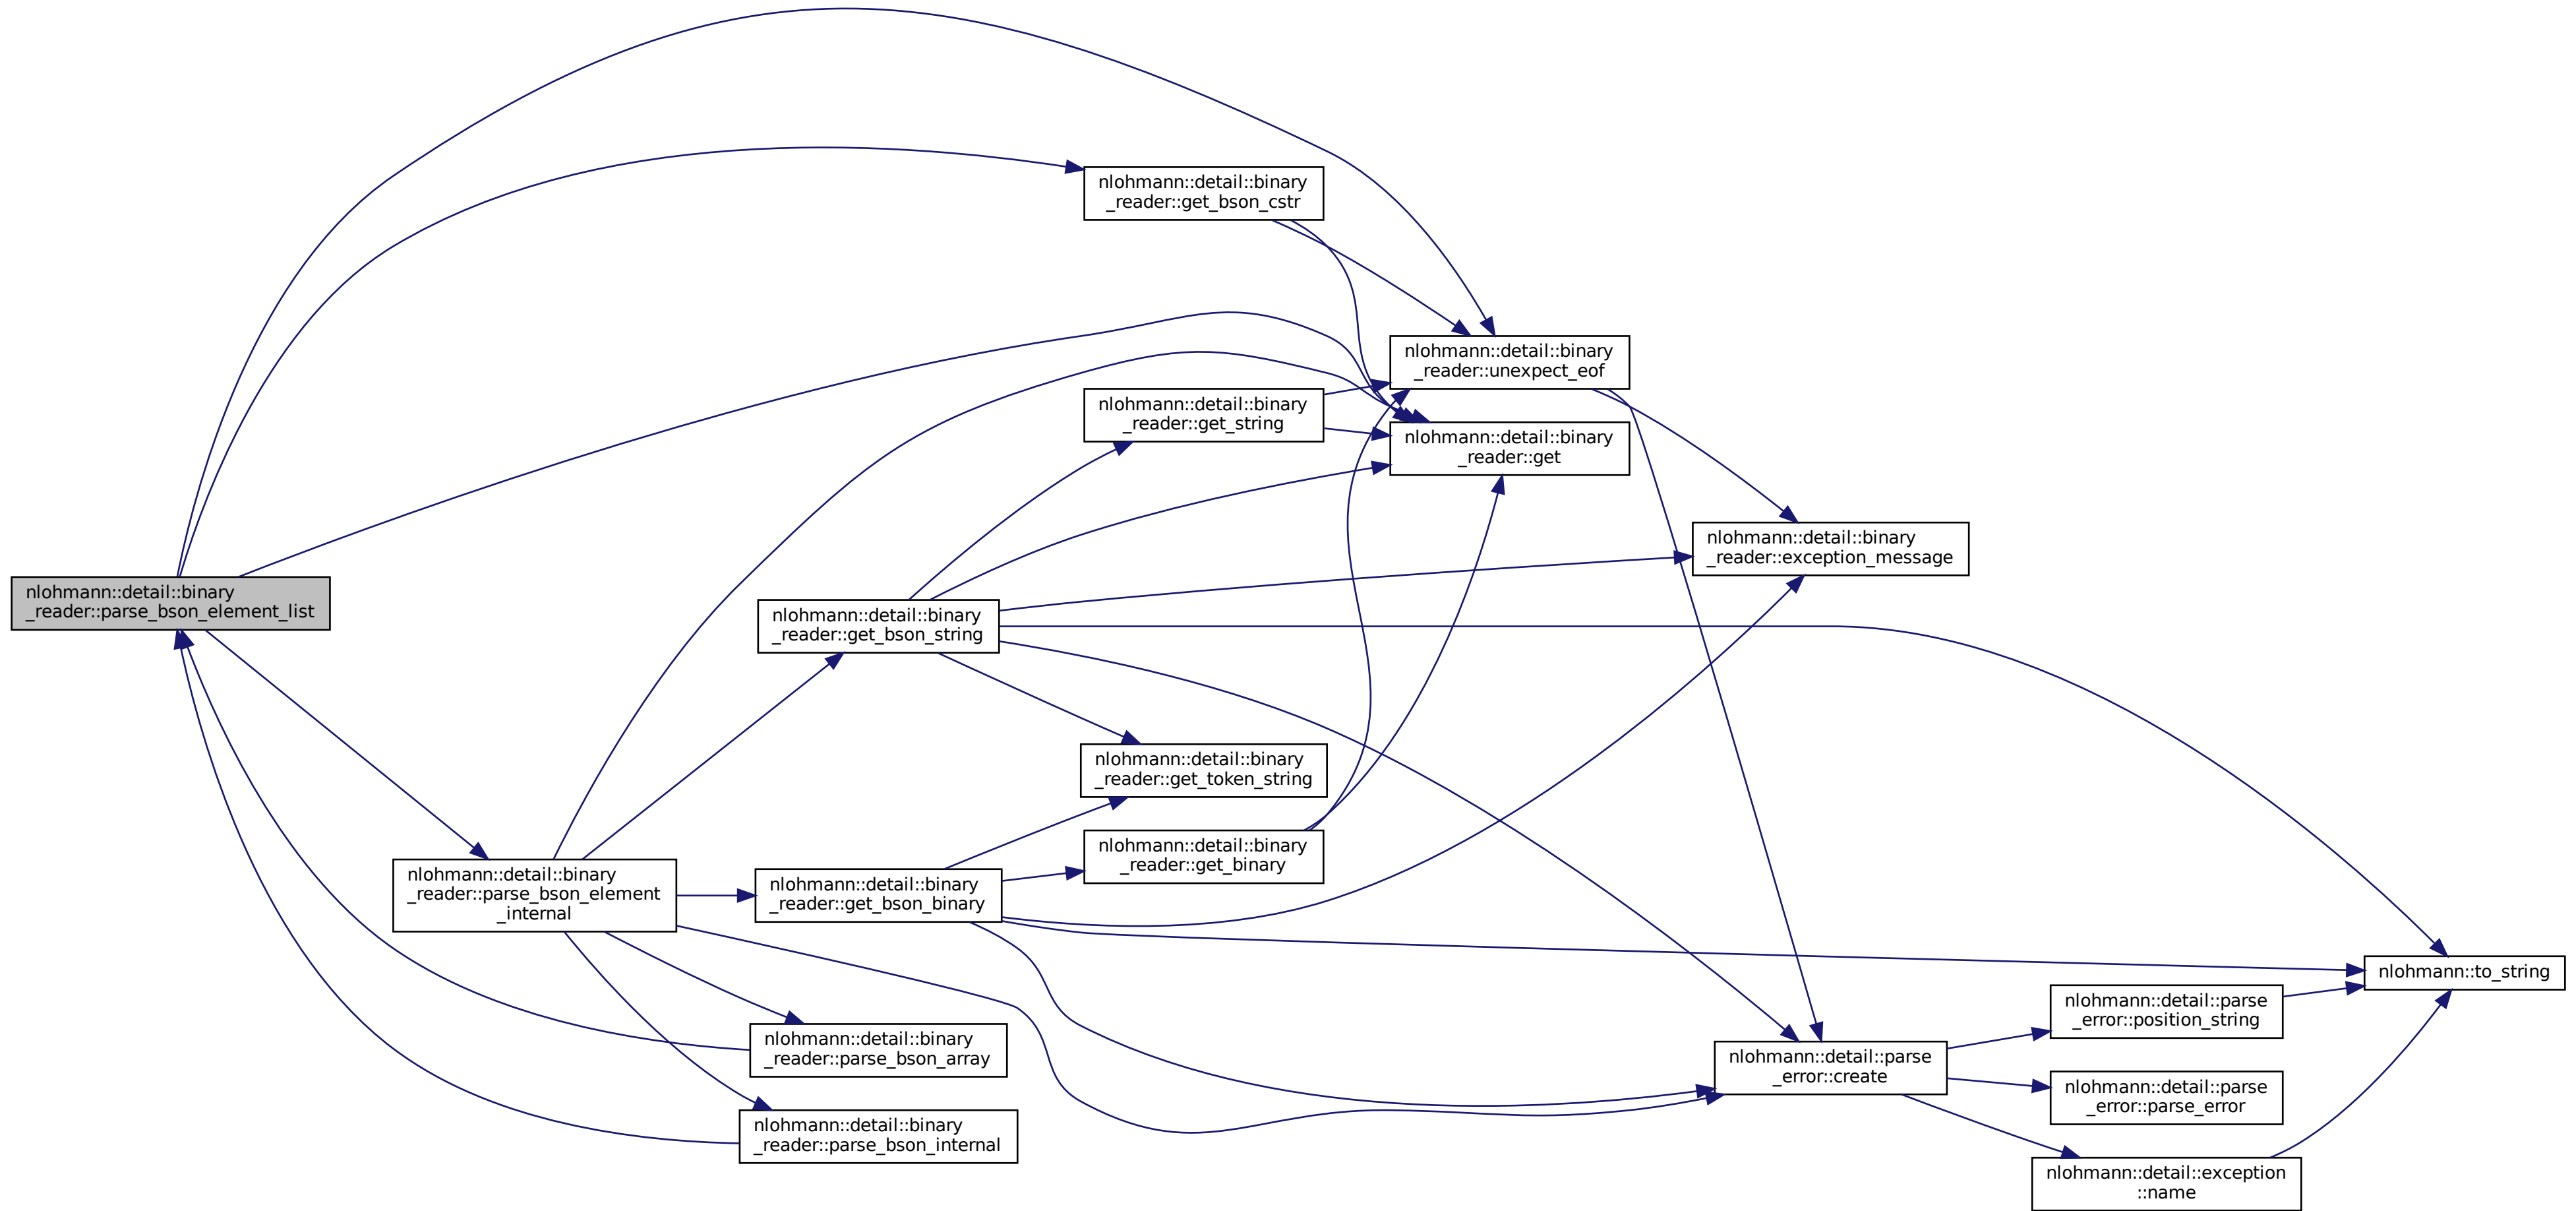 nlohmann::detail::binary
_reader::get_bson_cstr
nlohmann::detail::binary
_reader::unexpect_eof
nlohmann::detail::binary
_reader::get_string
nlohmann::detail::binary
_reader::get
nlohmann::detail::binary
_reader::exception_message
nlohmann::detail::binary
_reader::parse_bson_element_list
nlohmann::detail::binary
_reader::get_bson_string
nlohmann::detail::binary
_reader::get_token_string
nlohmann::detail::binary
_reader::get_binary
nlohmann::detail::binary
_reader::parse_bson_element
_internal
nlohmann::detail::binary
_reader::get_bson_binary
nlohmann::to_string
nlohmann::detail::parse
_error::position_string
nlohmann::detail::binary
_reader::parse_bson_array
nlohmann::detail::parse
_error::create
nlohmann::detail::parse
_error::parse_error
nlohmann::detail::binary
_reader::parse_bson_internal
nlohmann::detail::exception
::name